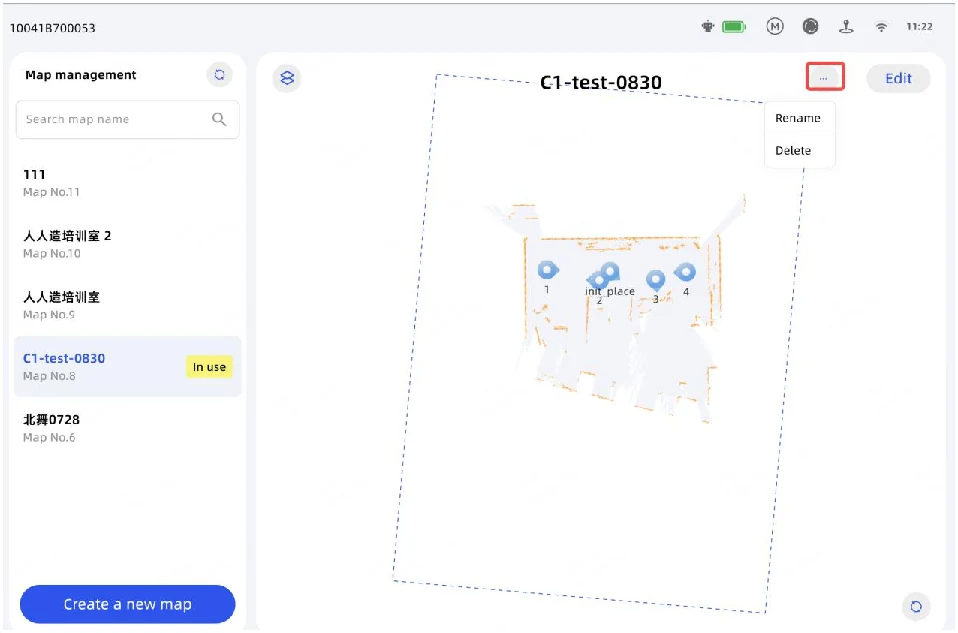 100418700053
M
11:22
Map management
Search map name
111
Map No.11
人人造培训室 2
Map No.10
人人造培训室
Map No.9
C1-test-0830
Map No.8
In use
北舞0728
Map No.6
Create a new map
C1-test-0830
...
Edit
Rename
Delete
1
init_place
2
3
4